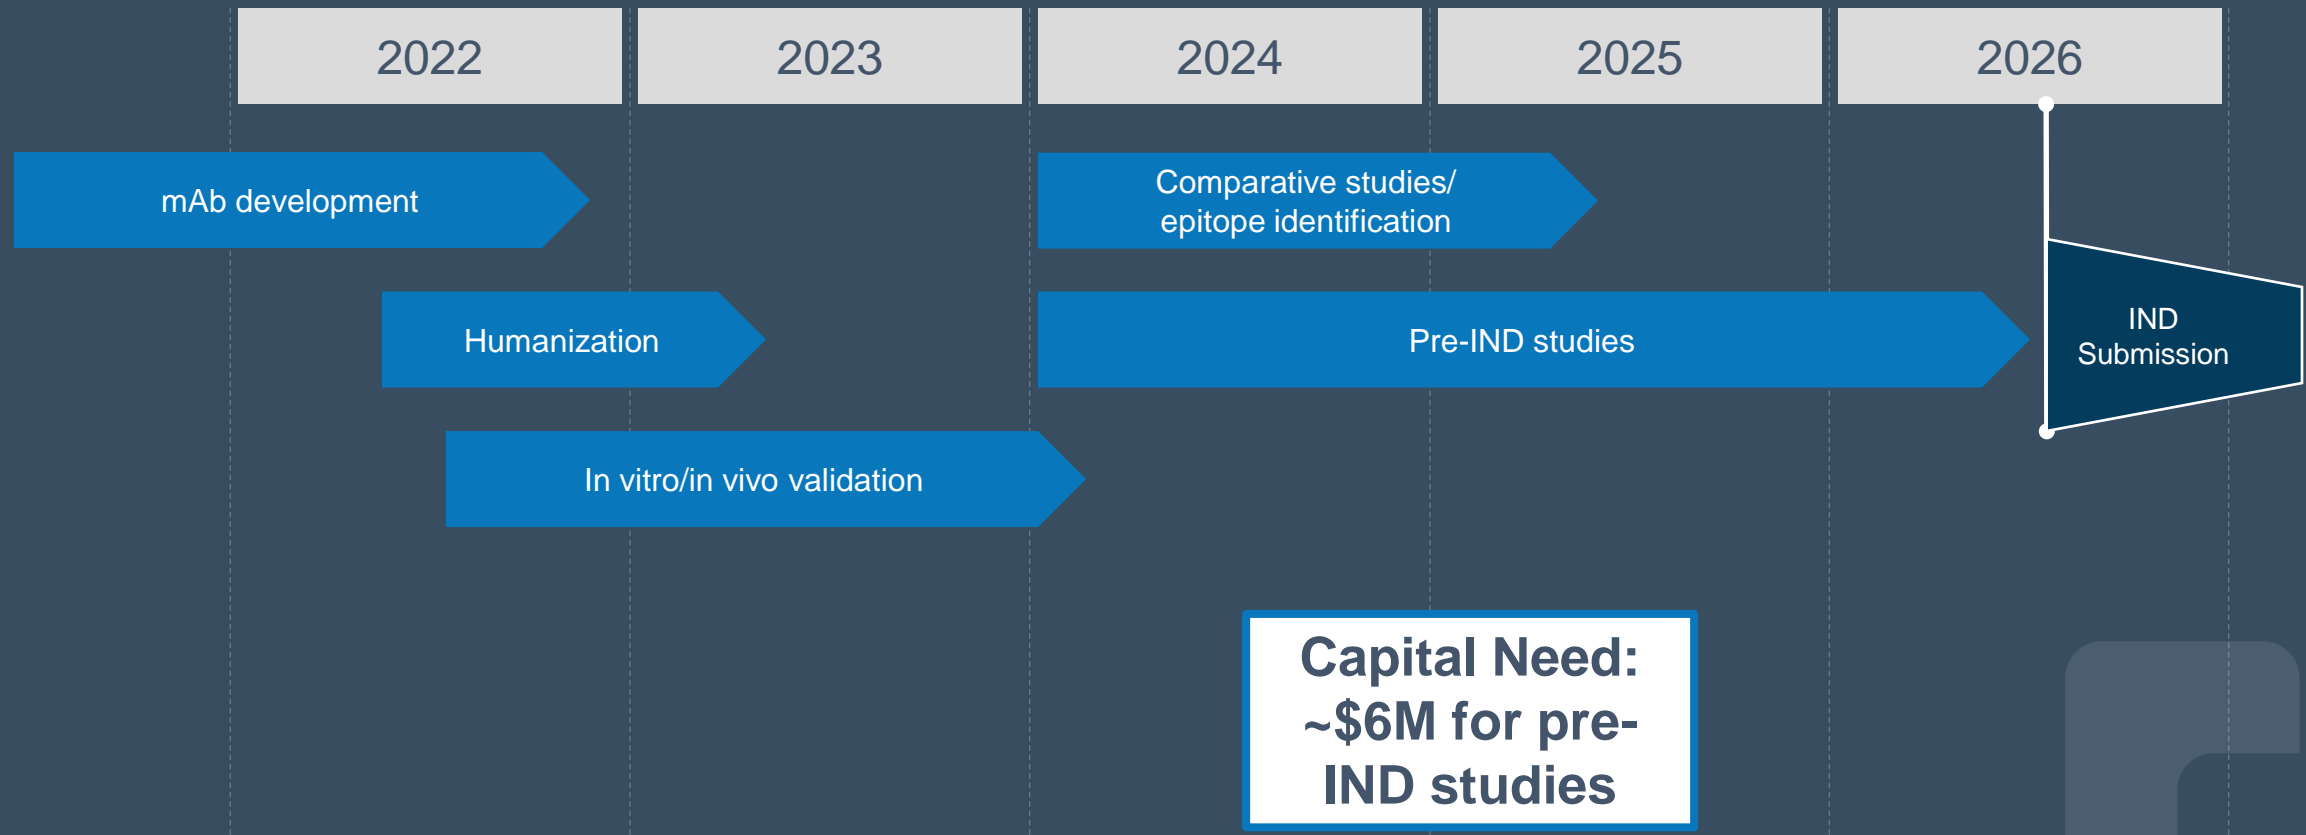 2022
2023
2024
2025
2026
mAb development
Comparative studies/
epitope identification
Humanization
Pre-IND studies
IND
Submission
In vitro/in vivo validation
Capital Need:
~$6M for pre-
IND studies